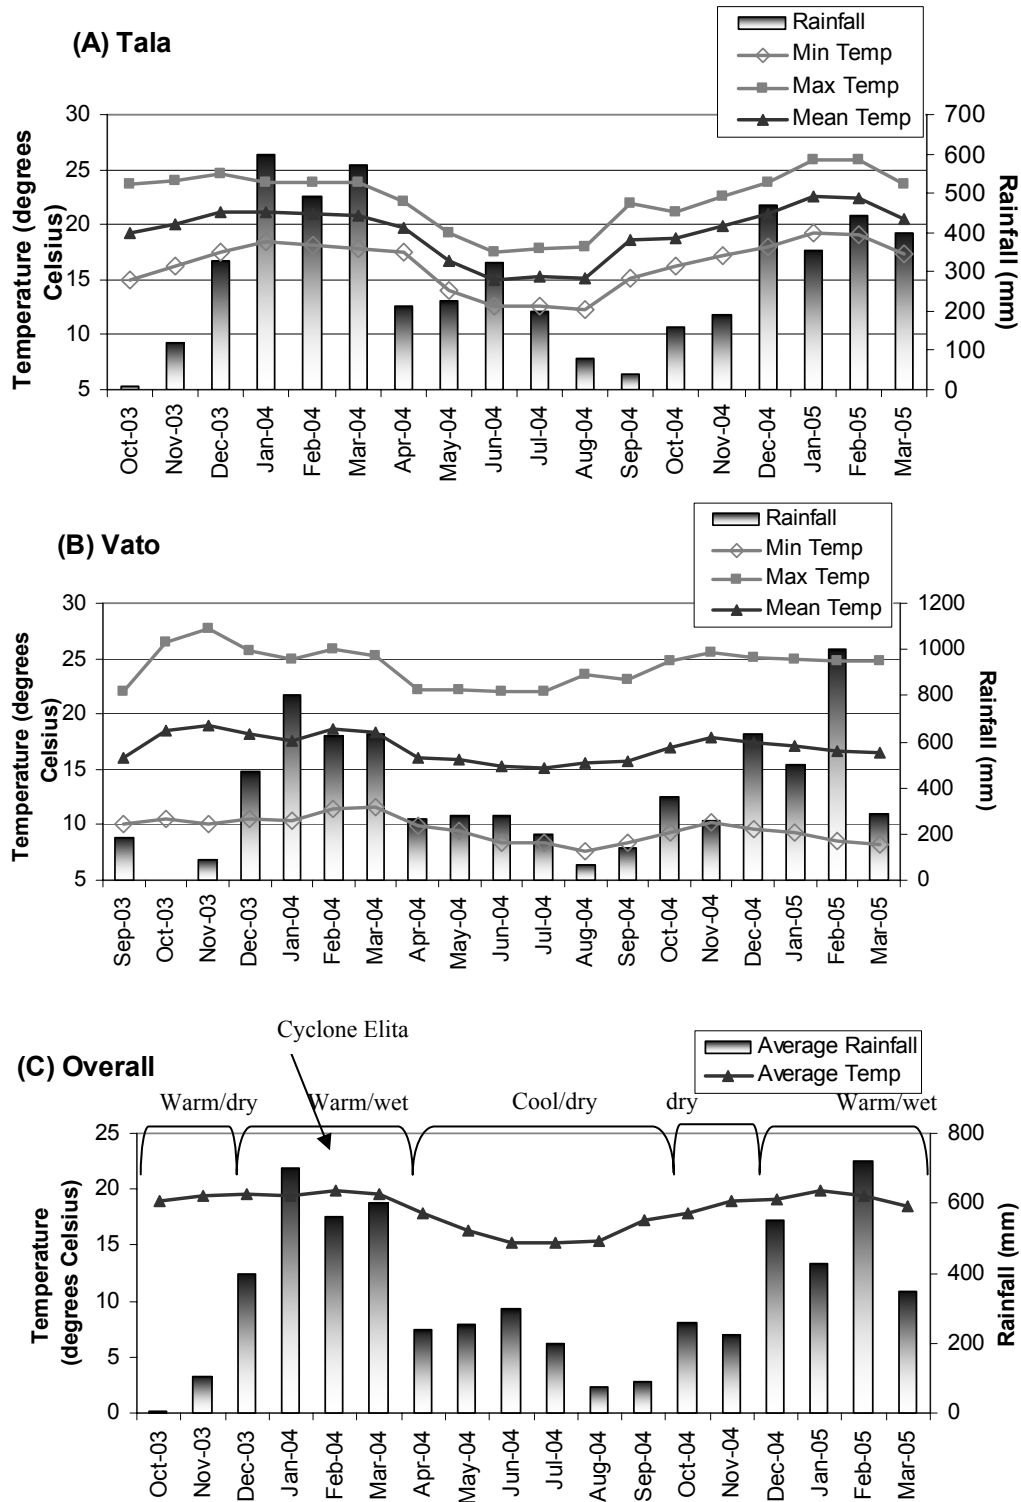 (A) Tala
Rainfall
Min Temp
Max Temp
Mean Temp
Temperature (degrees
Celsius)
30
25
20
15
10
5
700
600
500
400
300
200
100
0
Rainfall (mm)
Oct-03
Nov-03
Dec-03
Jan-04
Feb-04
Mar-04
Apr-04
May-04
Jun-04
Jul-04
Aug-04
Sep-04
Oct-04
Nov-04
Dec-04
Jan-05
Feb-05
Mar-05
(B) Vato
Rainfall
Min Temp
Max Temp
Mean Temp
Temperature (degrees
Celsius)
30
25
20
15
10
5
1200
1000
800
600
400
200
0
Rainfall (mm)
Sep-03
Oct-03
Nov-03
Dec-03
Jan-04
Feb-04
Mar-04
Apr-04
May-04
Jun-04
Jul-04
Aug-04
Sep-04
Oct-04
Nov-04
Dec-04
Jan-05
Feb-05
Mar-05
Cyclone Elita
(C) Overall
Average Rainfall
Average Temp
Warm/dry
Warm/wet
Cool/dry
dry
Warm/wet
Temperature
(degrees Celsius)
25
20
15
10
5
0
800
600
400
200
0
Rainfall (mm)
Oct-03
Nov-03
Dec-03
Jan-04
Feb-04
Mar-04
Apr-04
May-04
Jun-04
Jul-04
Aug-04
Sep-04
Oct-04
Nov-04
Dec-04
Jan-05
Feb-05
Mar-05